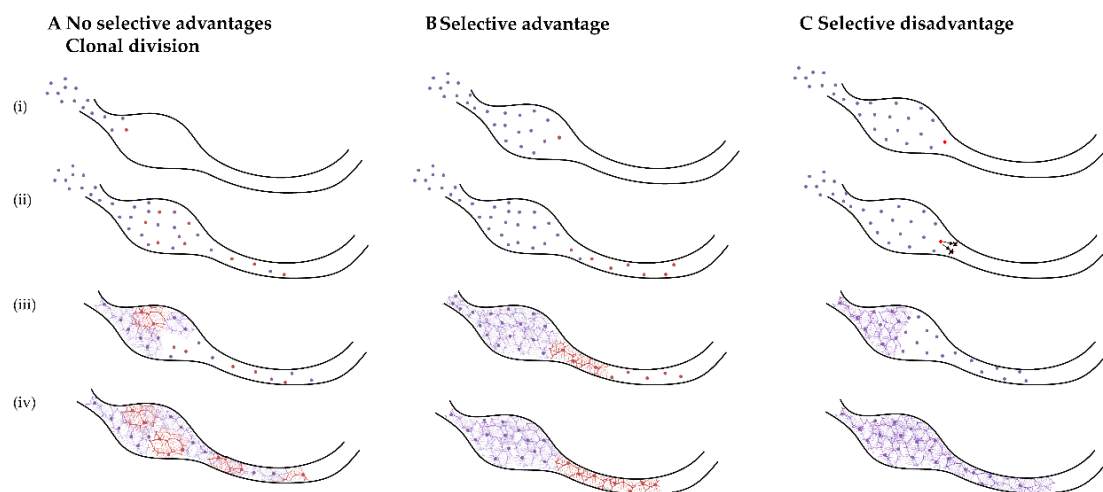 A No selective advantages
Clonal division
B Selective advantage
C Selective disadvantage
(i)
(ii)
(iii)
(iv)